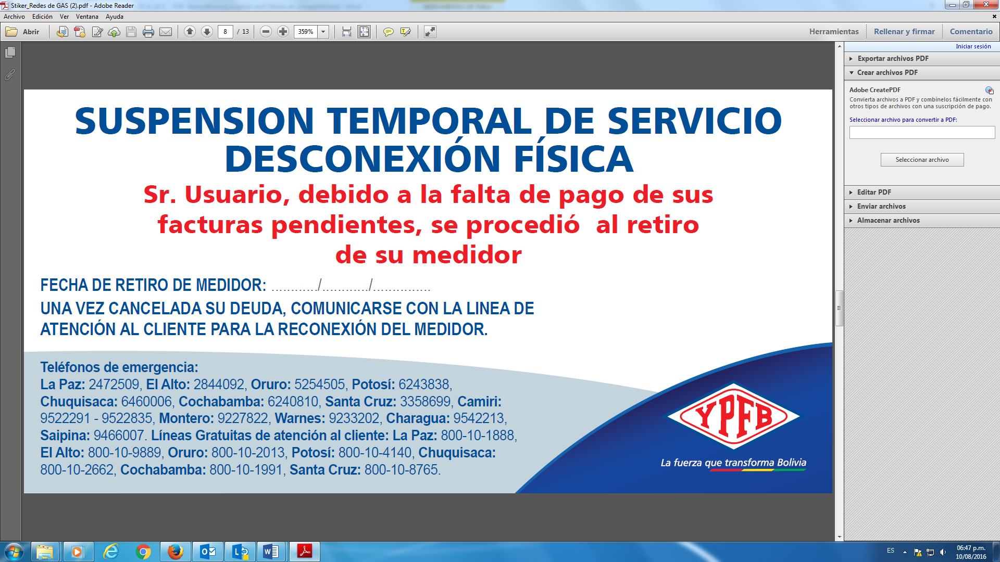 Stiker_Redes de GAS (2).pdf - Adobe Reader
Archivo Edición Ver Ventana Ayuda
Abrir 8 / 13 359% Herramientas Rellenar y firmar Comentario
Iniciar sesión
Exportar archivos PDF
Crear archivos PDF
Adobe CreatePDF
Convierta archivos a PDF y combínelos fácilmente con
otros tipos de archivos con una suscripción de pago.
Seleccionar archivo para convertir a PDF:
Seleccionar archivo
Editar PDF
Enviar archivos
Almacenar archivos
SUSPENSION TEMPORAL DE SERVICIO
DESCONEXIÓN FÍSICA
Sr. Usuario, debido a la falta de pago de sus
facturas pendientes, se procedió al retiro
de su medidor
FECHA DE RETIRO DE MEDIDOR: ............/............/...............
UNA VEZ CANCELADA SU DEUDA, COMUNICARSE CON LA LINEA DE
ATENCIÓN AL CLIENTE PARA LA RECONEXIÓN DEL MEDIDOR.
Teléfonos de emergencia:
La Paz: 2472509, El Alto: 2844092, Oruro: 5254505, Potosí: 6243838,
Chuquisaca: 6460006, Cochabamba: 6240810, Santa Cruz: 3358699, Camiri:
9522291 - 9522835, Montero: 9227822, Warnes: 9233202, Charagua: 9542213,
Saipina: 9466007. Líneas Gratuitas de atención al cliente: La Paz: 800-10-1888,
El Alto: 800-10-9889, Oruro: 800-10-2013, Potosí: 800-10-4140, Chuquisaca:
800-10-2662, Cochabamba: 800-10-1991, Santa Cruz: 800-10-8765.
YPFB
La fuerza que transforma Bolivia
ES
06:47 p.m.
10/08/2016